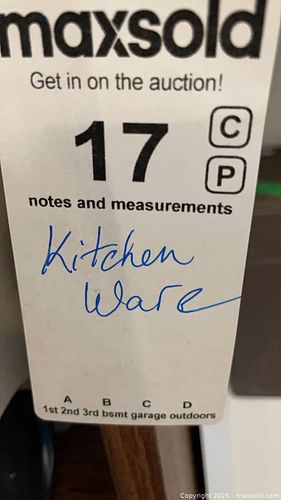 maxsold
Get in on the auction!
17
C
P
notes and measurements
Kitchen
Ware
A B C D
1st 2nd 3rd bsmt garage outdoors
Copyright 2025 - maxsold.com